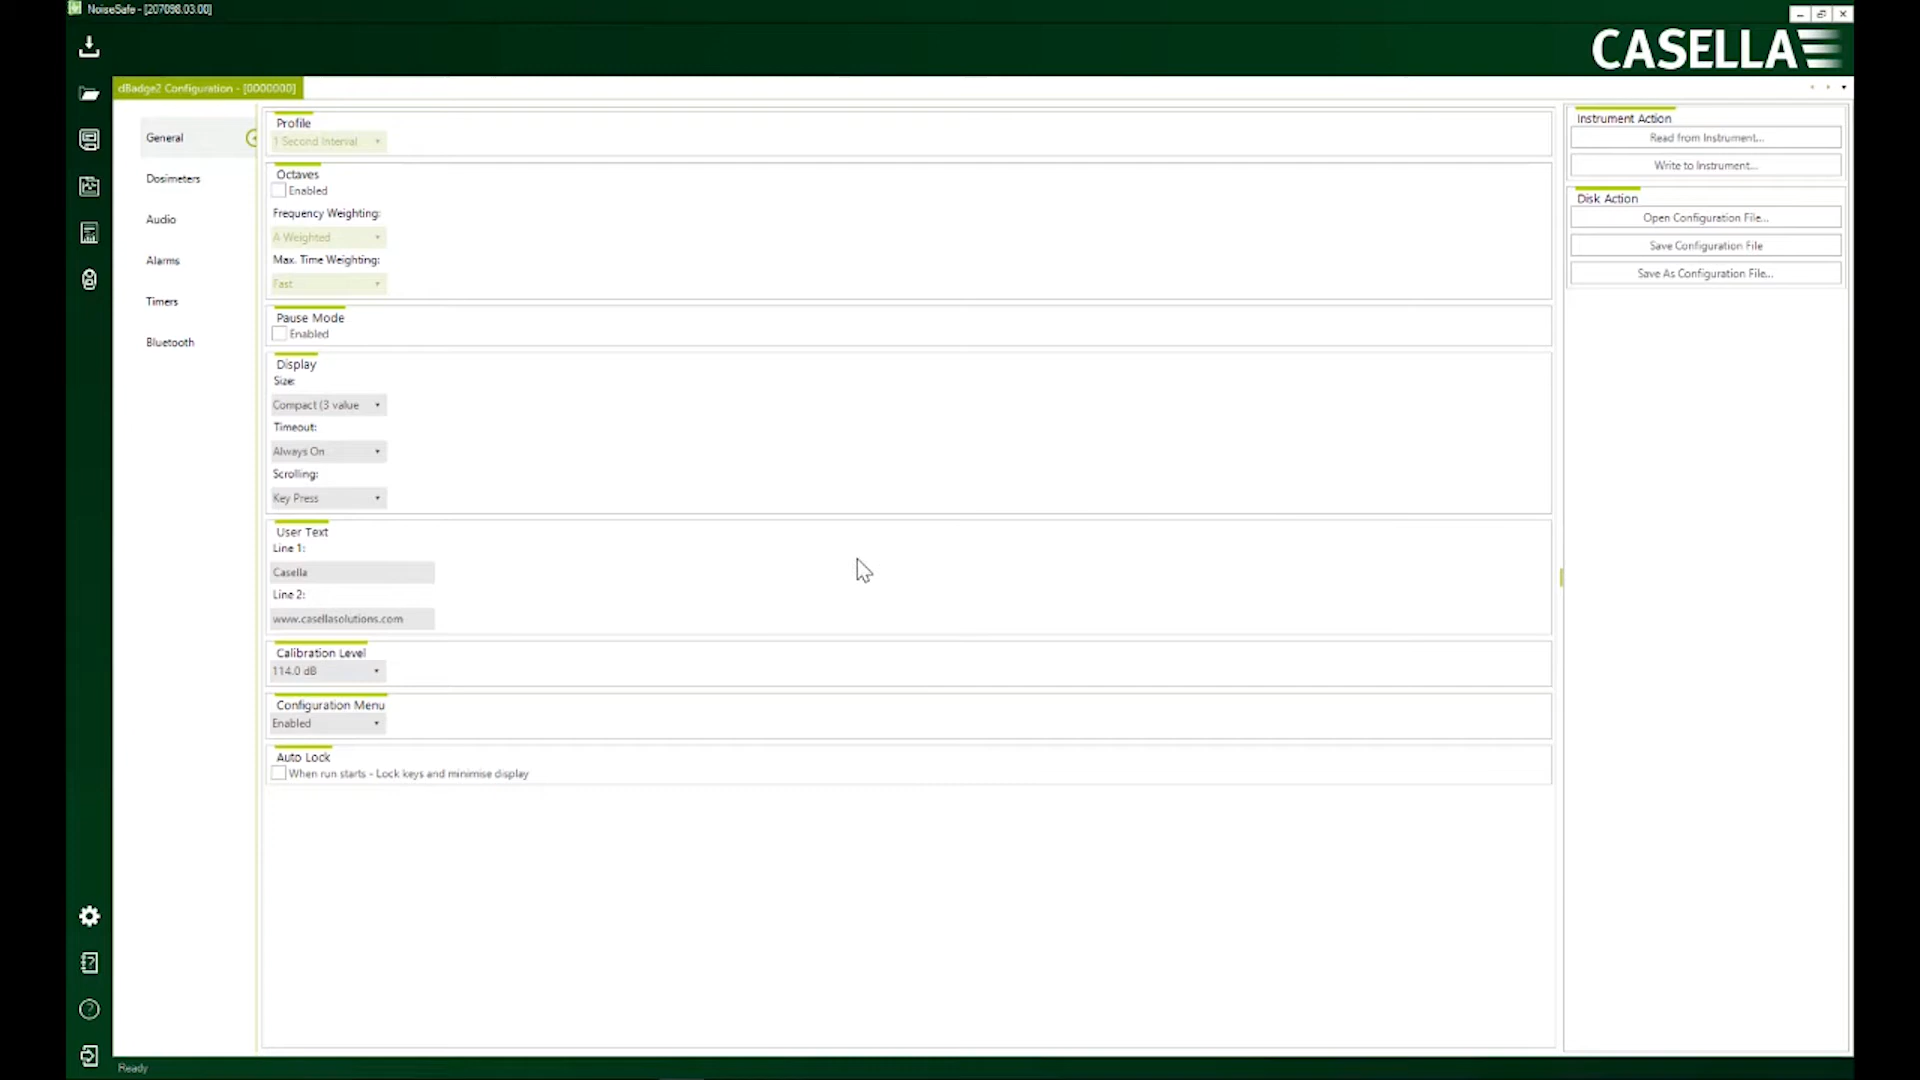 NoiseSafe - [207098.03.00]
CASELLA
dBadge2 Configuration - [0000000]
General
Dosimeters
Audio
Alarms
Timers
Bluetooth
Profile
1 Second Interval
Octaves
Enabled
Frequency Weighting:
A Weighted
Max. Time Weighting:
Fast
Pause Mode
Enabled
Display
Size:
Compact (3 value
Timeout:
Always On
Scrolling:
Key Press
User Text
Line 1:
Casella
Line 2:
www.casellasolutions.com
Calibration Level
114.0 dB
Configuration Menu
Enabled
Auto Lock
When run starts - Lock keys and minimise display
Instrument Action
Read from Instrument...
Write to Instrument...
Disk Action
Open Configuration File...
Save Configuration File
Save As Configuration File...
Ready